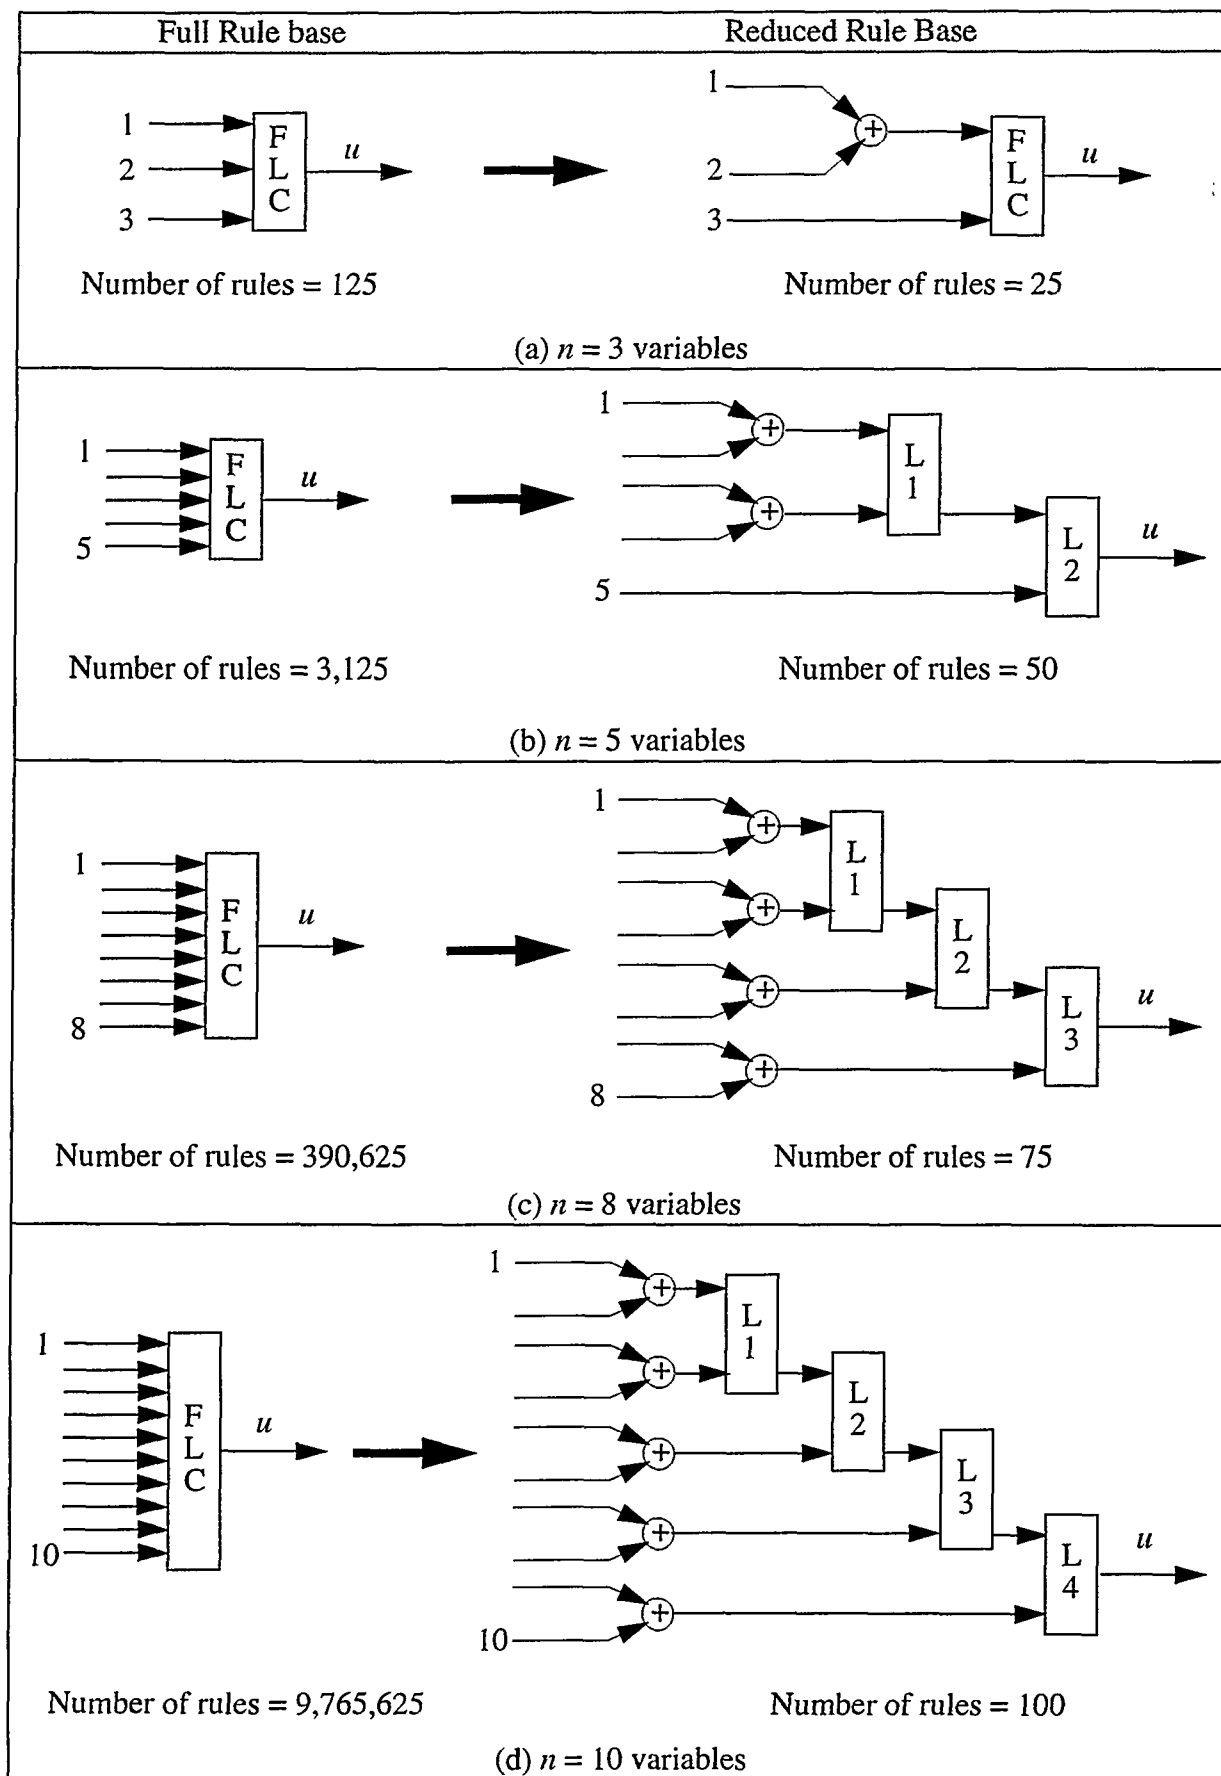 Full Rule base
Reduced Rule Base
1
2
3
F
L
C
u
1
2
3
+
F
L
C
u
Number of rules = 125
Number of rules = 25
(a) n = 3 variables
1
5
F
L
C
u
1
5
+
+
L
1
L
2
u
Number of rules = 3,125
Number of rules = 50
(b) n = 5 variables
1
8
F
L
C
u
1
8
+
+
+
+
L
1
L
2
L
3
u
Number of rules = 390,625
Number of rules = 75
(c) n = 8 variables
1
10
F
L
C
u
1
10
+
+
+
+
+
L
1
L
2
L
3
L
4
u
Number of rules = 9,765,625
Number of rules = 100
(d) n = 10 variables